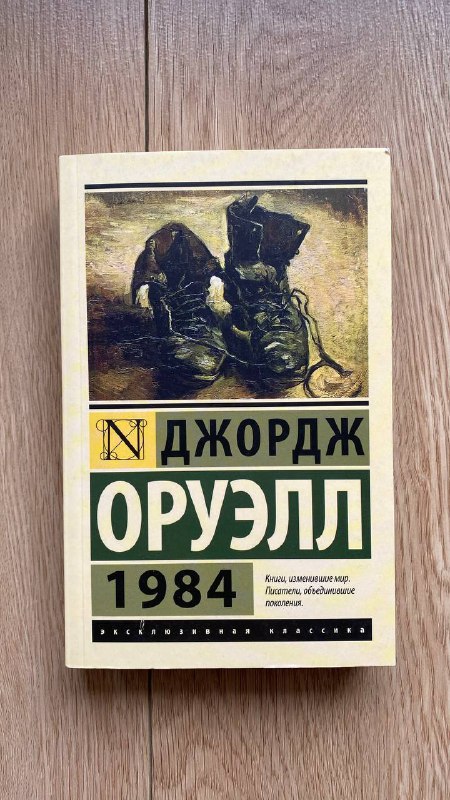 N
ДЖОРДЖ
ОРУЭЛЛ
1984
Книги, изменившие мир.
Писатели, объединившие
поколения.
эксклюзивная классика